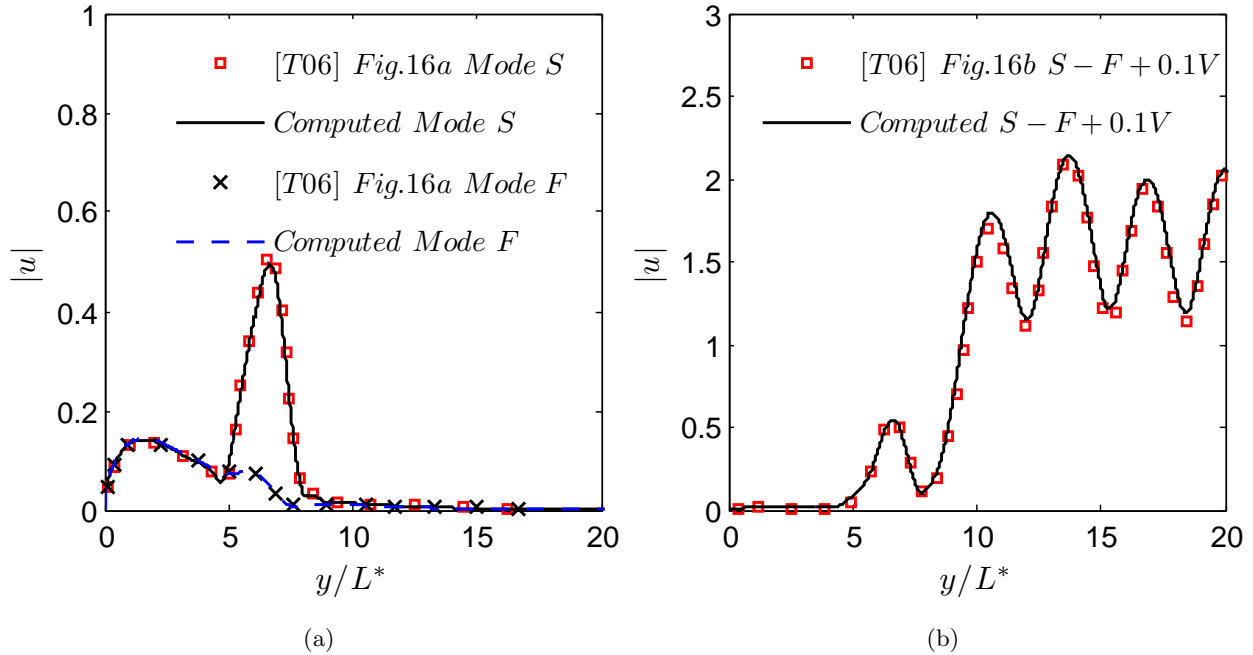 [T06] Fig.16a Mode S
Computed Mode S
[T06] Fig.16a Mode F
Computed Mode F
1
0.8
0.6
0.4
0.2
0
|u|
0 5 10 15 20
y/L*
(a)
[T06] Fig.16b S − F + 0.1V
Computed S − F + 0.1V
3
2.5
2
1.5
1
0.5
0
|u|
0 5 10 15 20
y/L*
(b)